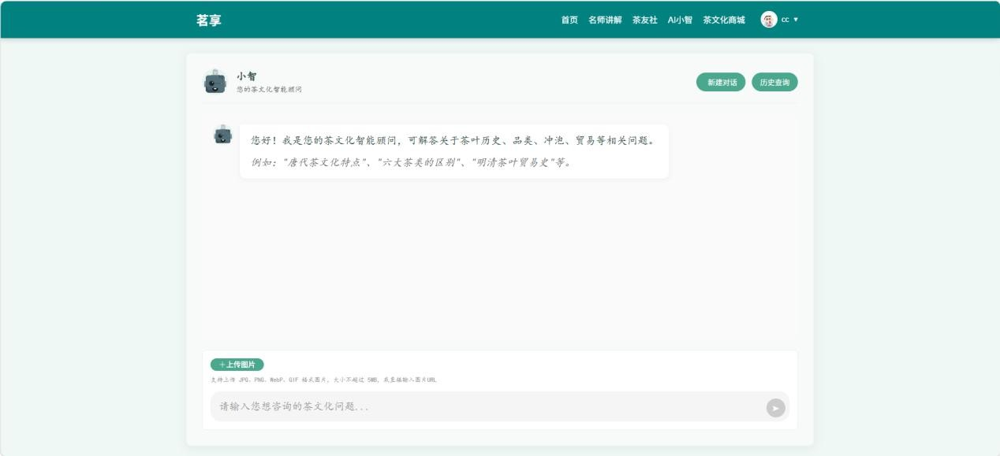 茗享
首页 名师讲解 茶友社 AI小智 茶文化商城 cc ▼
小智
您的茶文化智能顾问
新建对话 历史查询
您好！我是您的茶文化智能顾问，可解答关于茶叶历史、品类、冲泡、贸易等相关问题。
例如："唐代茶文化特点"、"六大茶类的区别"、"明清茶叶贸易史"等。
＋上传图片
支持上传 JPG、PNG、WebP、GIF 格式图片，大小不超过 5MB，或直接输入图片URL
请输入您想咨询的茶文化问题...